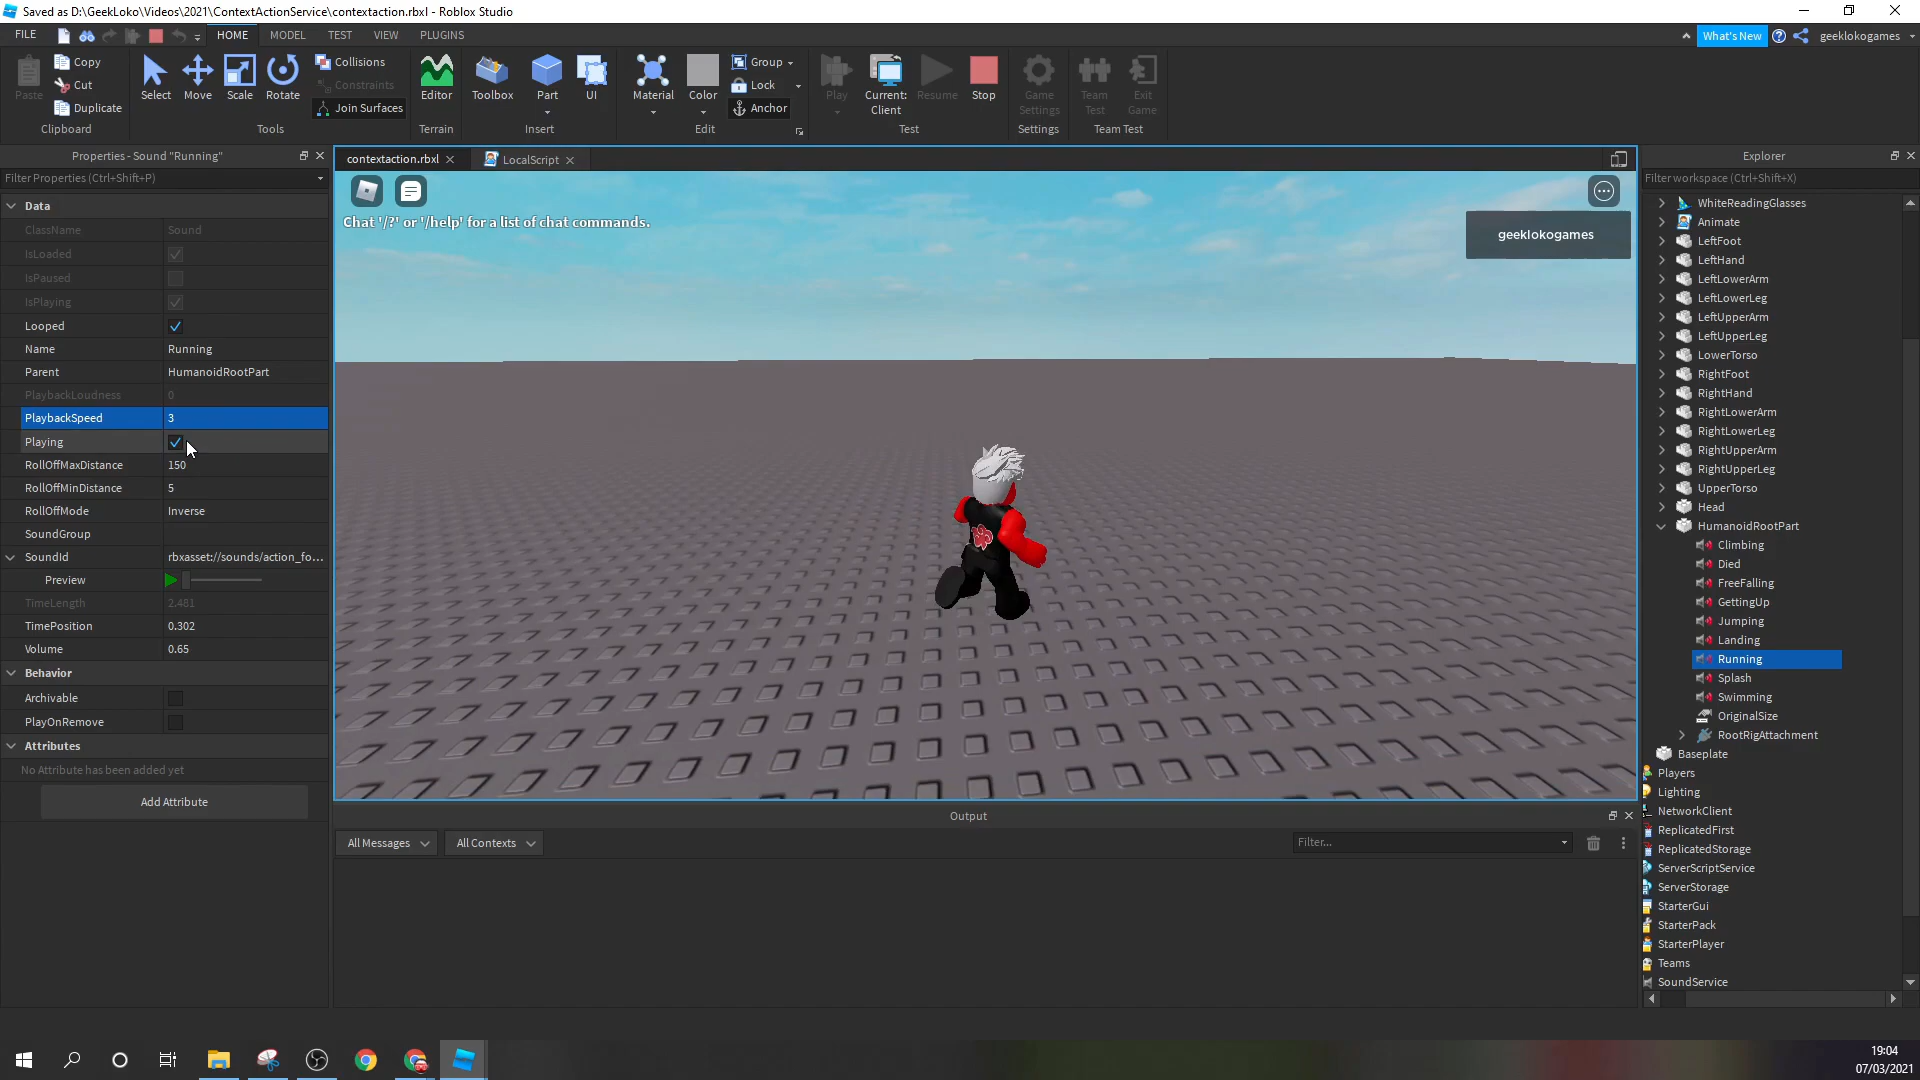 Saved as D:\GeekLoko\Videos\2021\ContextActionService\contextaction.rbxl - Roblox Studio
FILE HOME MODEL TEST VIEW PLUGINS What's New geeklokogames
Paste
Copy
Cut
Duplicate
Clipboard
Select Move Scale Rotate
Collisions
Constraints
Join Surfaces
Tools
Editor
Terrain
Toolbox Part UI
Insert
Material Color
Group
Lock
Anchor
Edit
Play Current: Client Resume Stop
Test
Game Settings
Settings
Team Test Exit Game
Team Test
Properties - Sound "Running"
Filter Properties (Ctrl+Shift+P)
Data
ClassName Sound
IsLoaded
IsPaused
IsPlaying
Looped
Name Running
Parent HumanoidRootPart
PlaybackLoudness 0
PlaybackSpeed 3
Playing
RollOffMaxDistance 150
RollOffMinDistance 5
RollOffMode Inverse
SoundGroup
SoundId rbxasset://sounds/action_fo...
Preview
TimeLength 2.481
TimePosition 0.302
Volume 0.65
Behavior
Archivable
PlayOnRemove
Attributes
No Attribute has been added yet
Add Attribute
contextaction.rbxl LocalScript
Chat '/?' or '/help' for a list of chat commands.
geeklokogames
Output
All Messages All Contexts Filter...
Explorer
Filter workspace (Ctrl+Shift+X)
WhiteReadingGlasses
Animate
LeftFoot
LeftHand
LeftLowerArm
LeftLowerLeg
LeftUpperArm
LeftUpperLeg
LowerTorso
RightFoot
RightHand
RightLowerArm
RightLowerLeg
RightUpperArm
RightUpperLeg
UpperTorso
Head
HumanoidRootPart
Climbing
Died
FreeFalling
GettingUp
Jumping
Landing
Running
Splash
Swimming
OriginalSize
RootRigAttachment
Baseplate
Players
Lighting
NetworkClient
ReplicatedFirst
ReplicatedStorage
ServerScriptService
ServerStorage
StarterGui
StarterPack
StarterPlayer
Teams
SoundService
19:04
07/03/2021